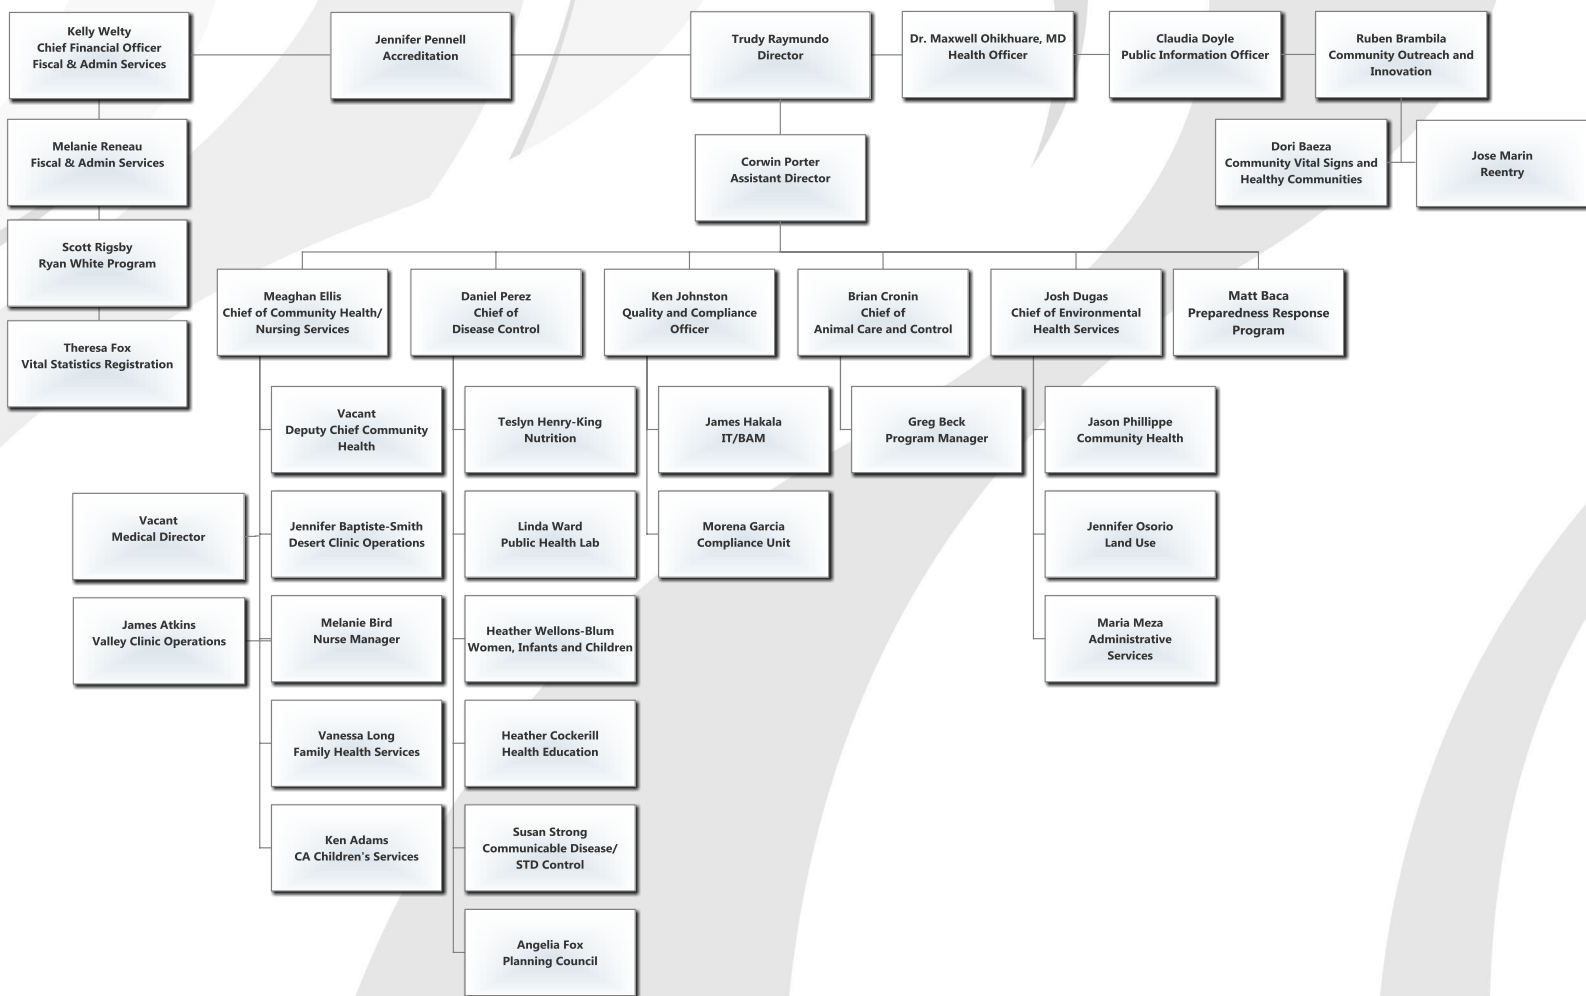 Kelly Welty
Chief Financial Officer
Fiscal & Admin Services
Jennifer Pennell
Accreditation
Trudy Raymundo
Director
Dr. Maxwell Ohikhuare, MD
Health Officer
Claudia Doyle
Public Information Officer
Ruben Brambila
Community Outreach and
Innovation
Melanie Reneau
Fiscal & Admin Services
Corwin Porter
Assistant Director
Dori Baeza
Community Vital Signs and
Healthy Communities
Jose Marin
Reentry
Scott Rigsby
Ryan White Program
Theresa Fox
Vital Statistics Registration
Meaghan Ellis
Chief of Community Health/
Nursing Services
Daniel Perez
Chief of
Disease Control
Ken Johnston
Quality and Compliance
Officer
Brian Cronin
Chief of
Animal Care and Control
Josh Dugas
Chief of Environmental
Health Services
Matt Baca
Preparedness Response
Program
Vacant
Deputy Chief Community
Health
Teslyn Henry-King
Nutrition
James Hakala
IT/BAM
Greg Beck
Program Manager
Jason Phillippe
Community Health
Vacant
Medical Director
Jennifer Baptiste-Smith
Desert Clinic Operations
Linda Ward
Public Health Lab
Morena Garcia
Compliance Unit
Jennifer Osorio
Land Use
James Atkins
Valley Clinic Operations
Melanie Bird
Nurse Manager
Heather Wellons-Blum
Women, Infants and Children
Maria Meza
Administrative
Services
Vanessa Long
Family Health Services
Heather Cockerill
Health Education
Ken Adams
CA Children's Services
Susan Strong
Communicable Disease/
STD Control
Angelia Fox
Planning Council